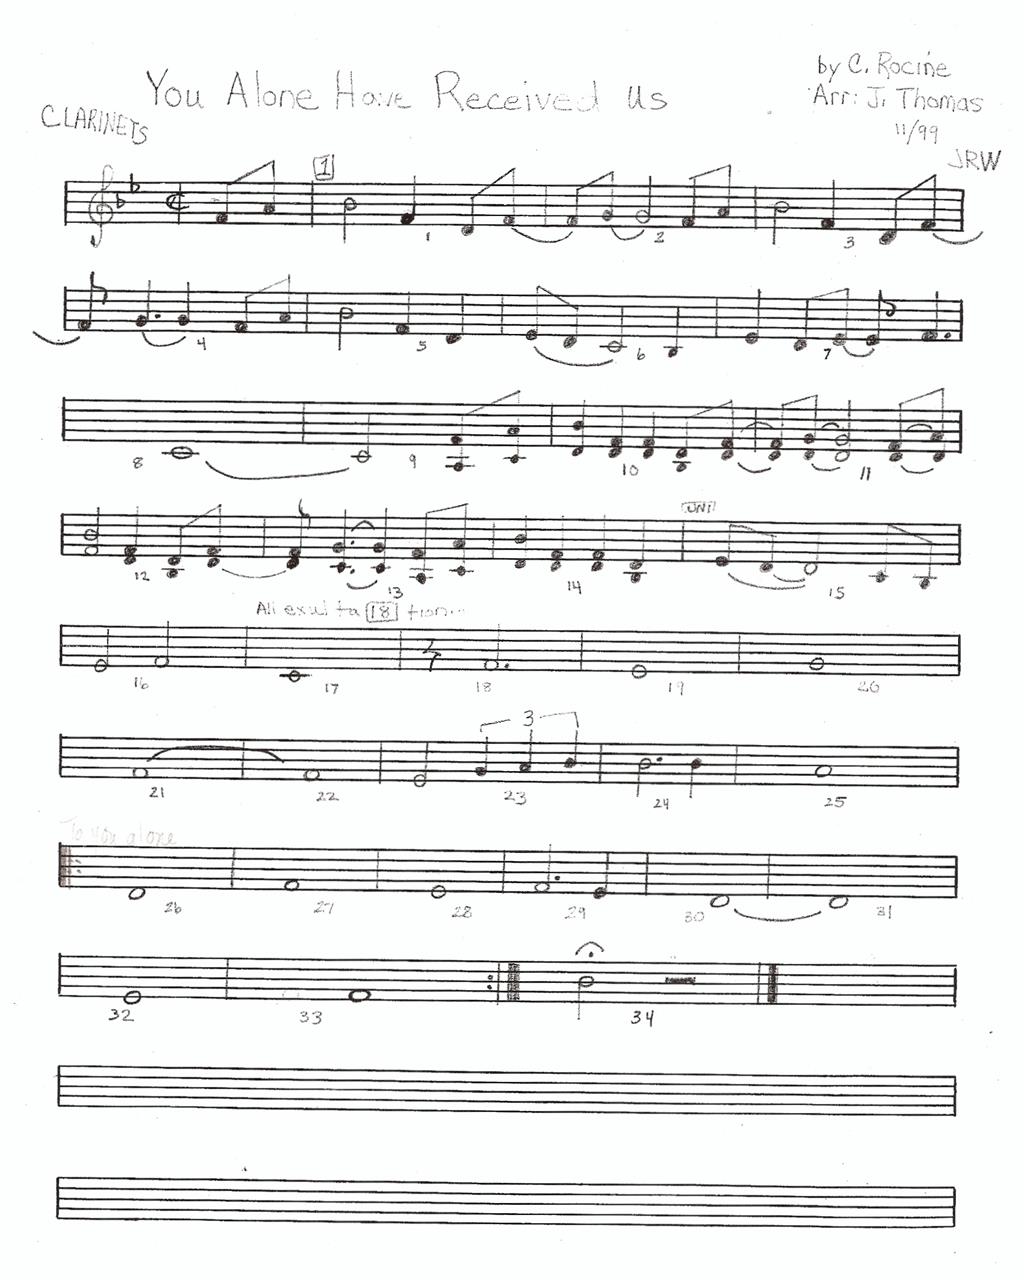 You Alone Have Received Us
by C. Rocine
Arr: J. Thomas
11/99
JRW
CLARINETS
1
1 2 3
4 5 6 7
8 9 10 11
UNI
12 13 14 15
All exulta 18 tion...
16 17 18 19 20
3
21 22 23 24 25
To you alone
26 27 28 29 30 31
32 33 34